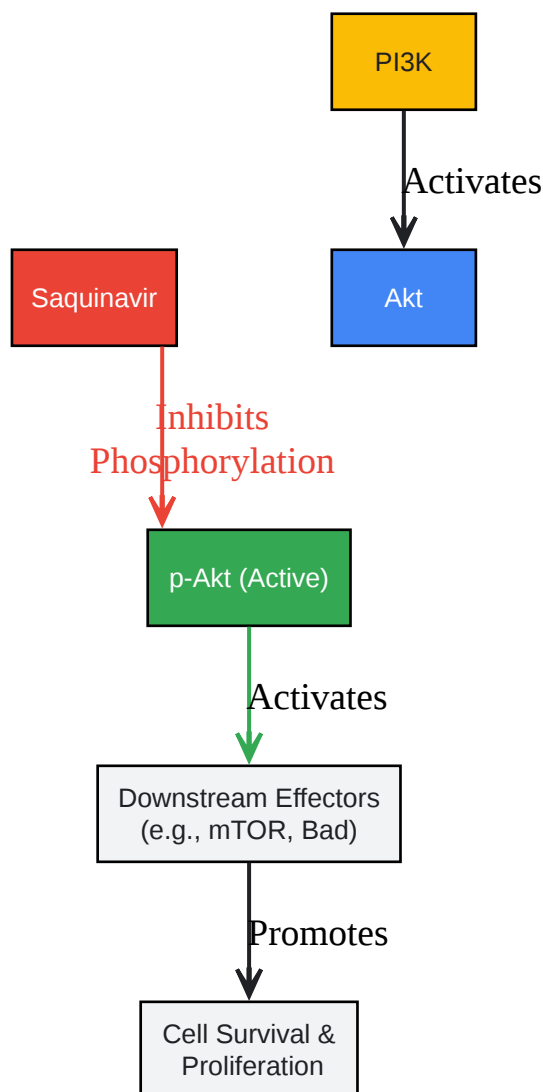 PI3K
Activates
Saquinavir
Akt
Inhibits
Phosphorylation
p-Akt (Active)
Activates
Downstream Effectors
(e.g., mTOR, Bad)
Promotes
Cell Survival &
Proliferation